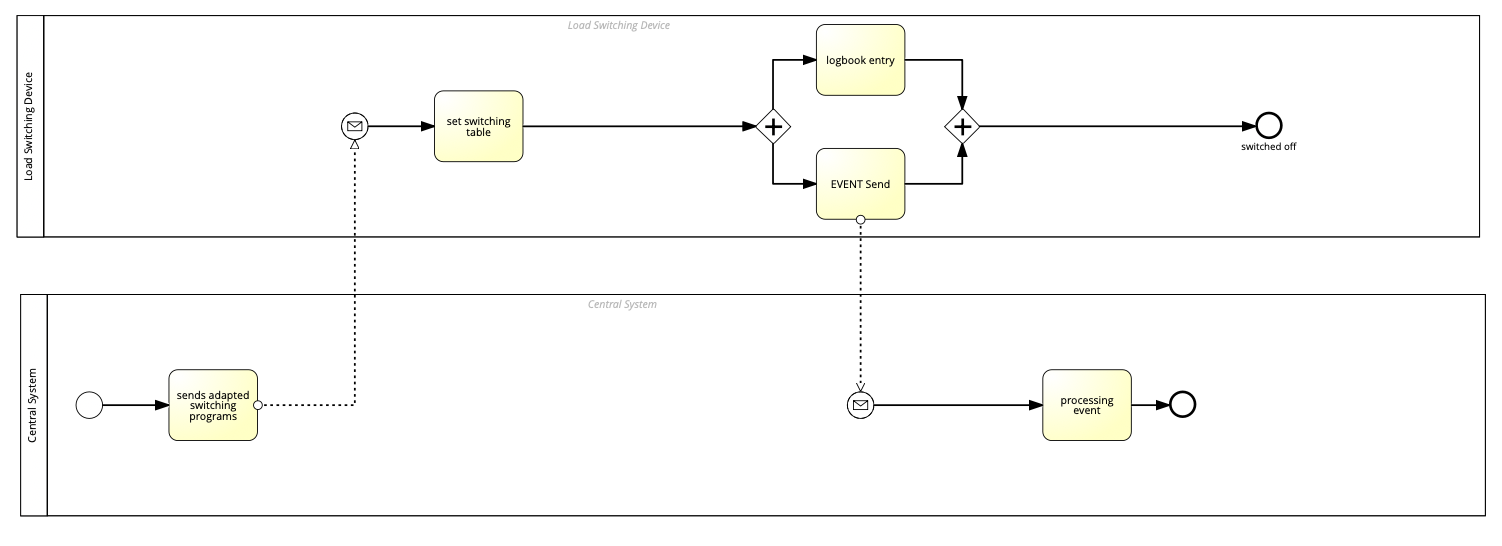 Load Switching Device
Load Switching Device
logbook entry
set switching
table
EVENT Send
switched off
Central System
Central System
sends adapted
switching
programs
processing
event